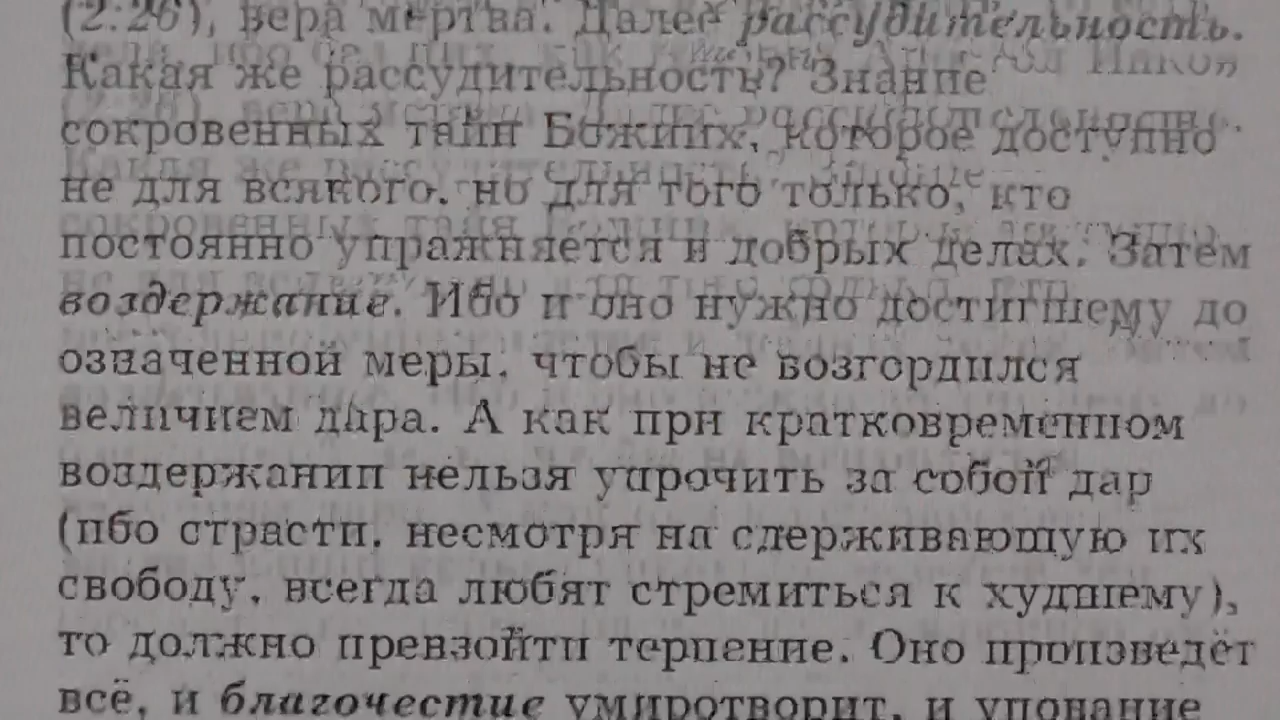 (2:26), вера мертва. Далее рассудительность.
Какая же рассудительность? Знание
сокровенных тайн Божиих, которое доступно
не для всякого, но для того только, кто
постоянно упражняется в добрых делах. Затем
воздержание. Ибо и оно нужно достигшему до
означенной меры, чтобы не возгордился
величием дара. А как при кратковременном
воздержании нельзя упрочить за собой дар
(ибо страсти, несмотря на сдерживающую их
свободу, всегда любят стремиться к худшему),
то должно превзойти терпение. Оно произведёт
всё, и благочестие умиротворит, и упование